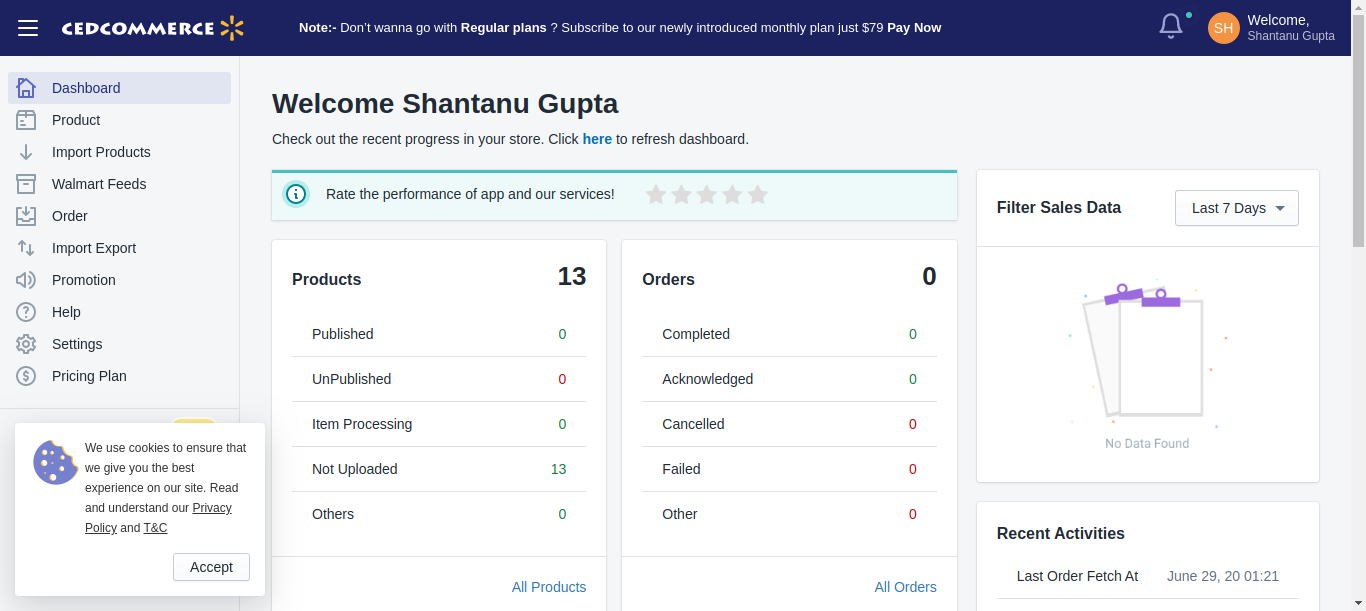 CEDCOMMERCE
Note:- Don't wanna go with Regular plans ? Subscribe to our newly introduced monthly plan just $79 Pay Now
SH
Welcome,
Shantanu Gupta
Dashboard
Product
Import Products
Walmart Feeds
Order
Import Export
Promotion
Help
Settings
Pricing Plan
We use cookies to ensure that
we give you the best
experience on our site. Read
and understand our Privacy
Policy and T&C
Accept
Welcome Shantanu Gupta
Check out the recent progress in your store. Click here to refresh dashboard.
Rate the performance of app and our services!
Products 13
Published 0
UnPublished 0
Item Processing 0
Not Uploaded 13
Others 0
All Products
Orders 0
Completed 0
Acknowledged 0
Cancelled 0
Failed 0
Other 0
All Orders
Filter Sales Data Last 7 Days
No Data Found
Recent Activities
Last Order Fetch At June 29, 20 01:21